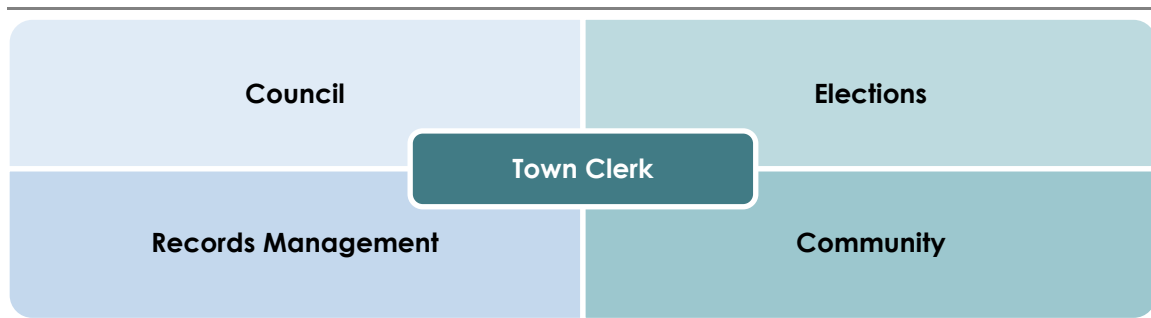 Council
Elections
Town Clerk
Records Management
Community